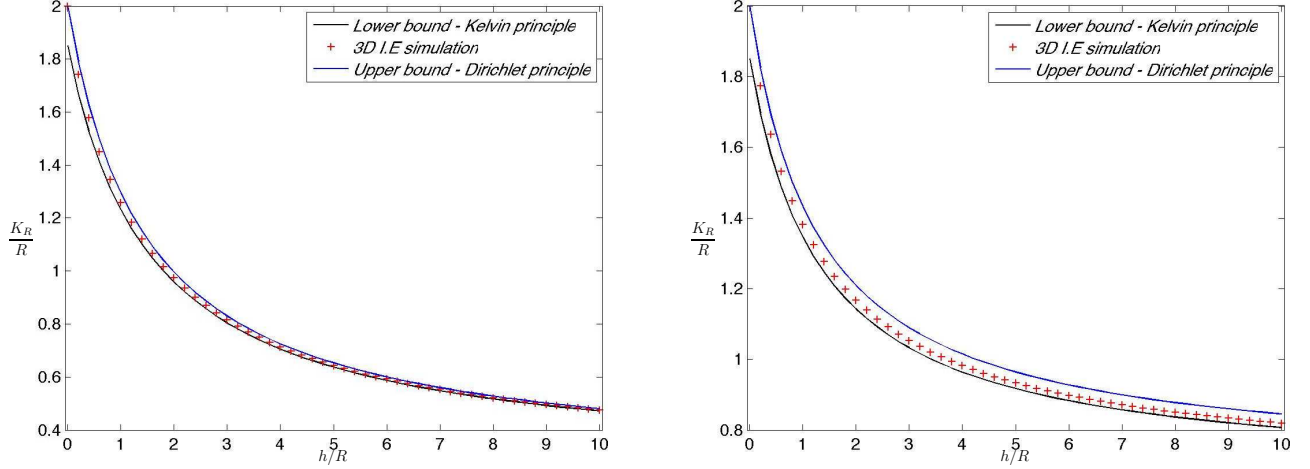 2
1.8
1.6
1.4
1.2
1
0.8
0.6
0.4
K_R
R
0 1 2 3 4 5 6 7 8 9 10
h/R
Lower bound - Kelvin principle
3D I.E simulation
Upper bound - Dirichlet principle
2
1.8
1.6
1.4
1.2
1
0.8
K_R
R
0 1 2 3 4 5 6 7 8 9 10
h/R
Lower bound - Kelvin principle
3D I.E simulation
Upper bound - Dirichlet principle